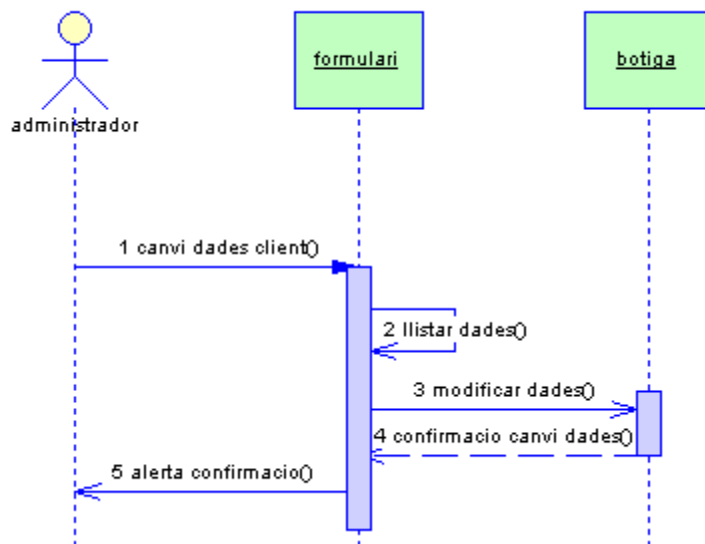 formulari
botiga
administrador
1 canvi dades client()
2 llistar dades()
3 modificar dades()
4 confirmacio canvi dades()
5 alerta confirmacio()